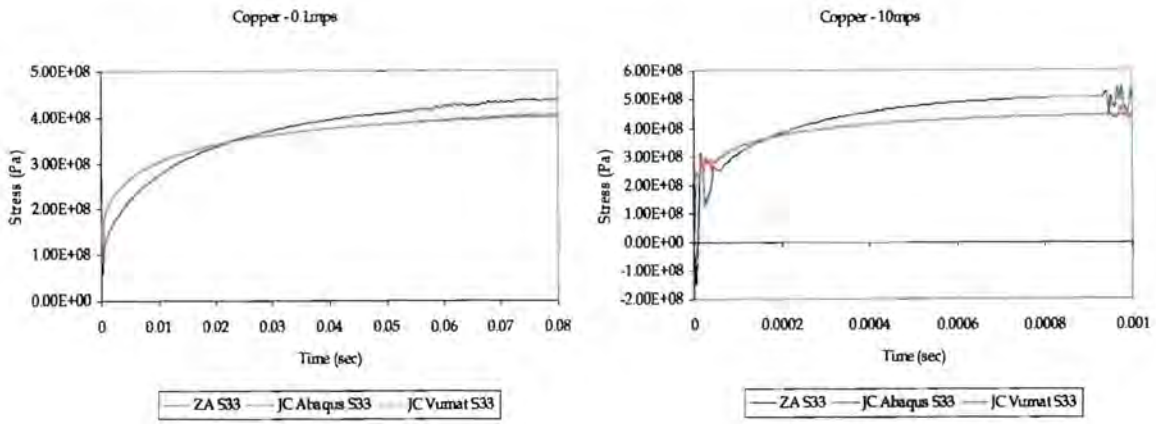 Copper - 0.1mps
5.00E+08
4.00E+08
3.00E+08
2.00E+08
1.00E+08
0.00E+00
Stress (Pa)
0 0.01 0.02 0.03 0.04 0.05 0.06 0.07 0.08
Time (sec)
ZA S33 JC Abaqus S33 JC Vumat S33
Copper - 10mps
6.00E+08
5.00E+08
4.00E+08
3.00E+08
2.00E+08
1.00E+08
0.00E+00
-1.00E+08
-2.00E+08
Stress (Pa)
0 0.0002 0.0004 0.0006 0.0008 0.001
Time (sec)
ZA S33 JC Abaqus S33 JC Vumat S33